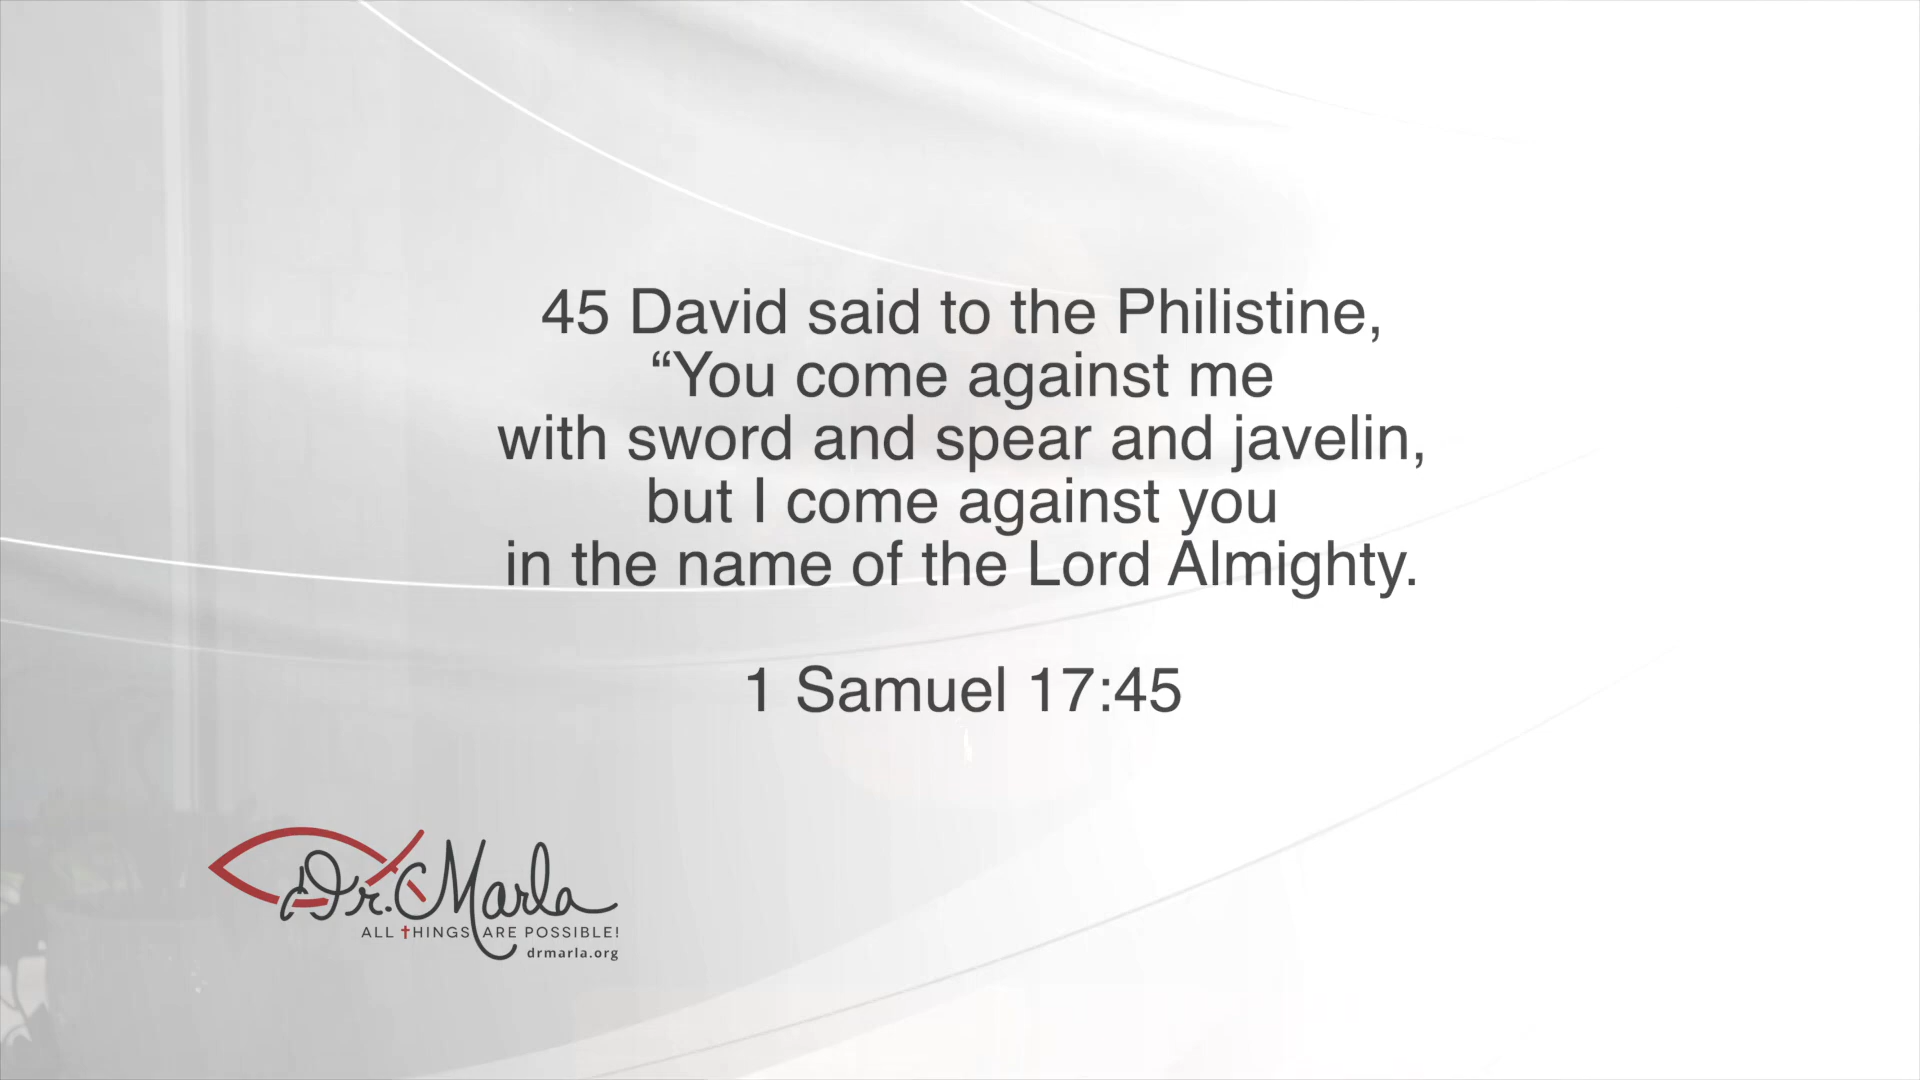 45 David said to the Philistine,
“You come against me
with sword and spear and javelin,
but I come against you
in the name of the Lord Almighty.
1 Samuel 17:45
Dr. Marla
ALL THINGS ARE POSSIBLE!
drmarla.org